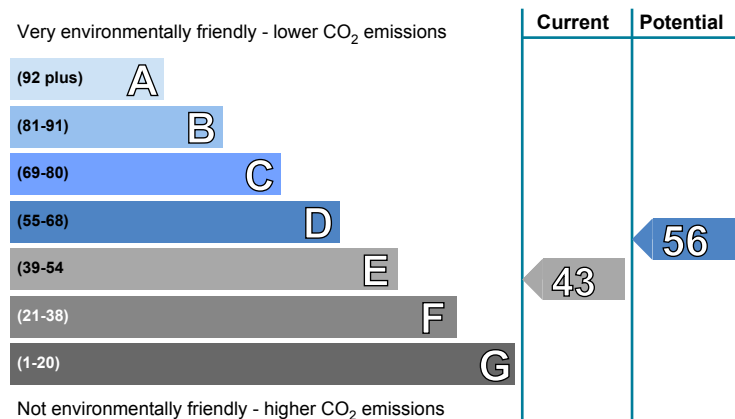 Very environmentally friendly - lower CO2 emissions
Current
Potential
(92 plus) A
(81-91) B
(69-80) C
(55-68) D
56
(39-54 E
43
(21-38) F
(1-20) G
Not environmentally friendly - higher CO2 emissions